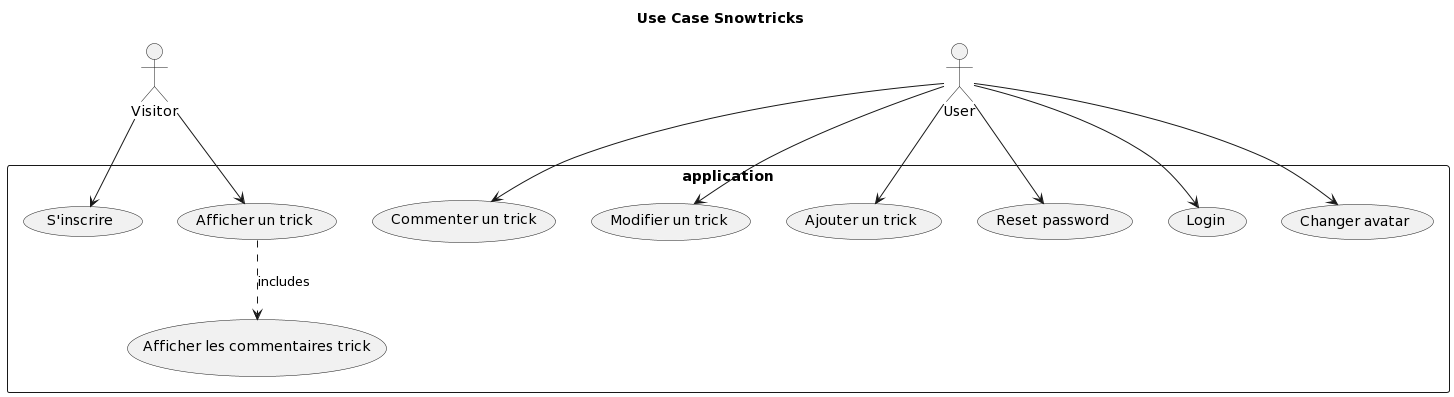 Use Case Snowtricks
Visitor
User
application
S'inscrire
Afficher un trick
Commenter un trick
Modifier un trick
Ajouter un trick
Reset password
Login
Changer avatar
includes
Afficher les commentaires trick